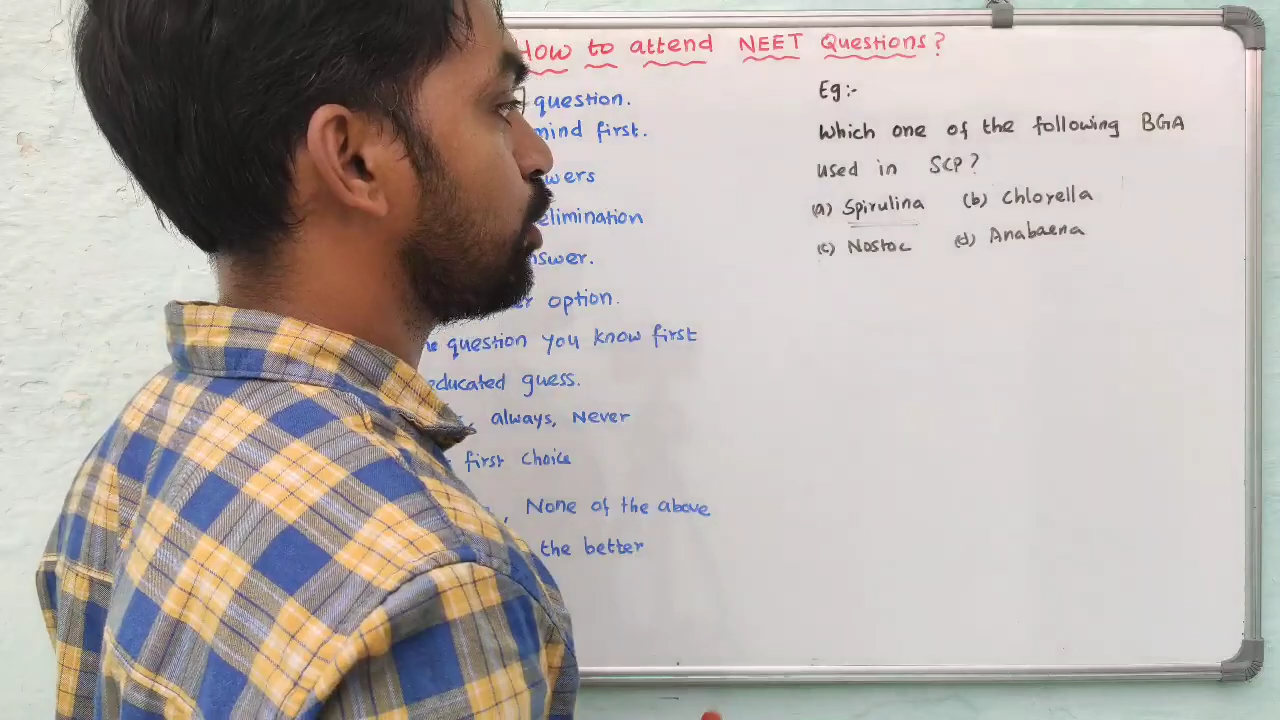 How to attend NEET Questions?
question.
mind first.
elimination
option.
question you know first
educated guess.
always, Never
first choice
, None of the above
the better
Eg:-
Which one of the following BGA
used in SCP?
(a) Spirulina (b) Chlorella
(c) Nostoc (d) Anabaena